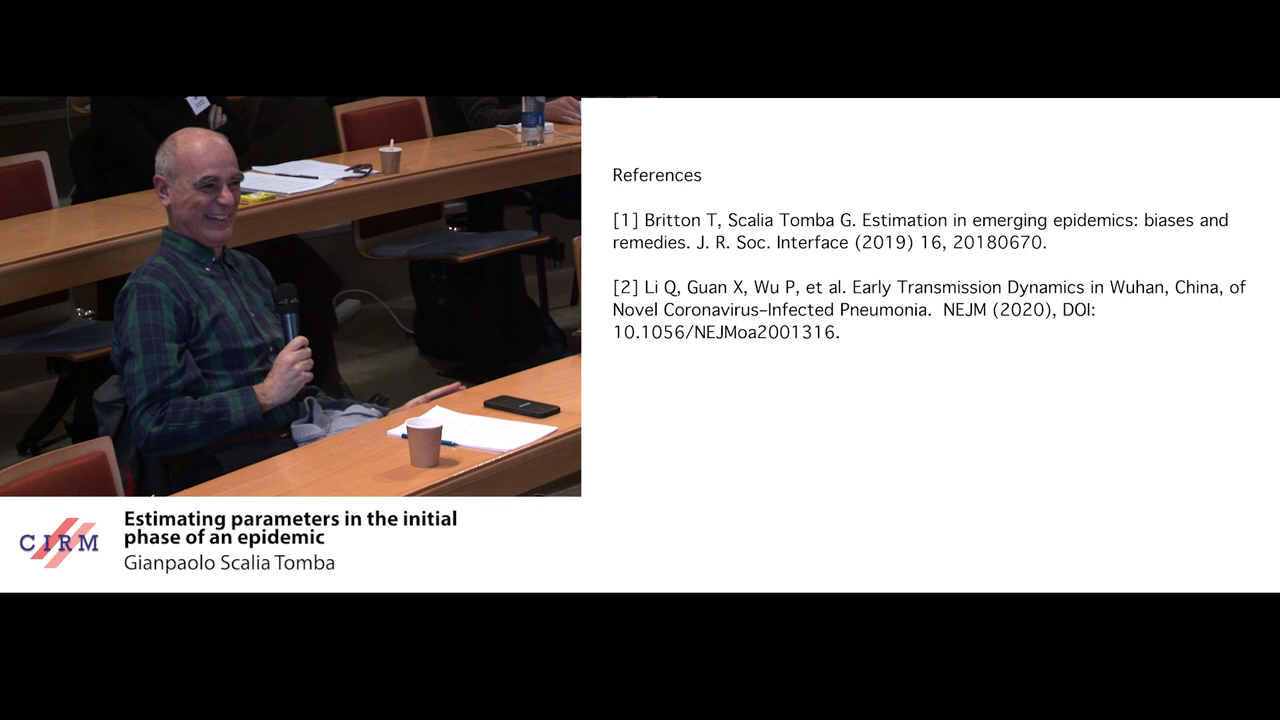 References
[1] Britton T, Scalia Tomba G. Estimation in emerging epidemics: biases and
remedies. J. R. Soc. Interface (2019) 16, 20180670.
[2] Li Q, Guan X, Wu P, et al. Early Transmission Dynamics in Wuhan, China, of
Novel Coronavirus–Infected Pneumonia.  NEJM (2020), DOI:
10.1056/NEJMoa2001316.
CIRM
Estimating parameters in the initial
phase of an epidemic
Gianpaolo Scalia Tomba